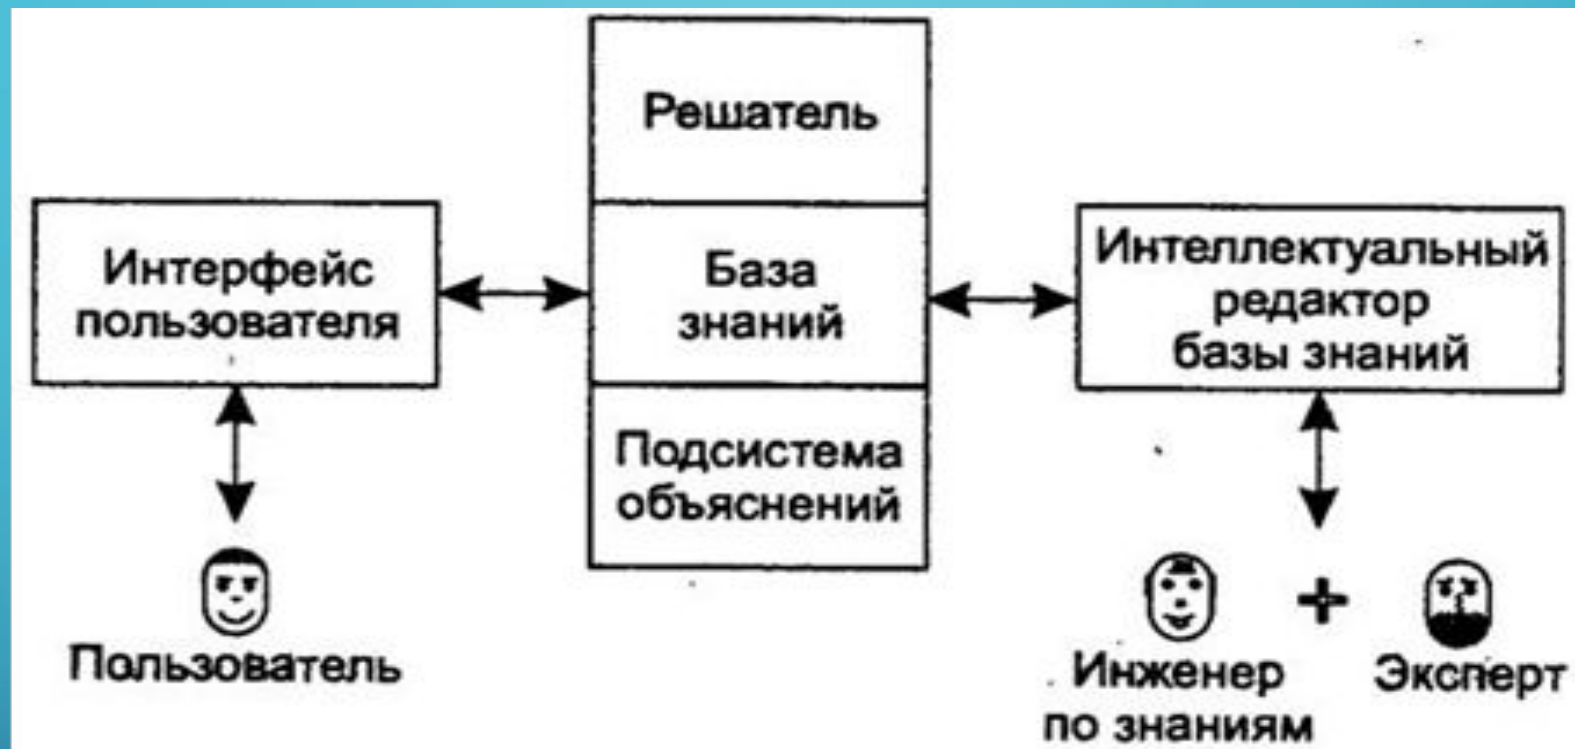 Решатель
Интерфейс
пользователя
База
знаний
Интеллектуальный
редактор
базы знаний
Подсистема
объяснений
Пользователь
Инженер
по знаниям
Эксперт